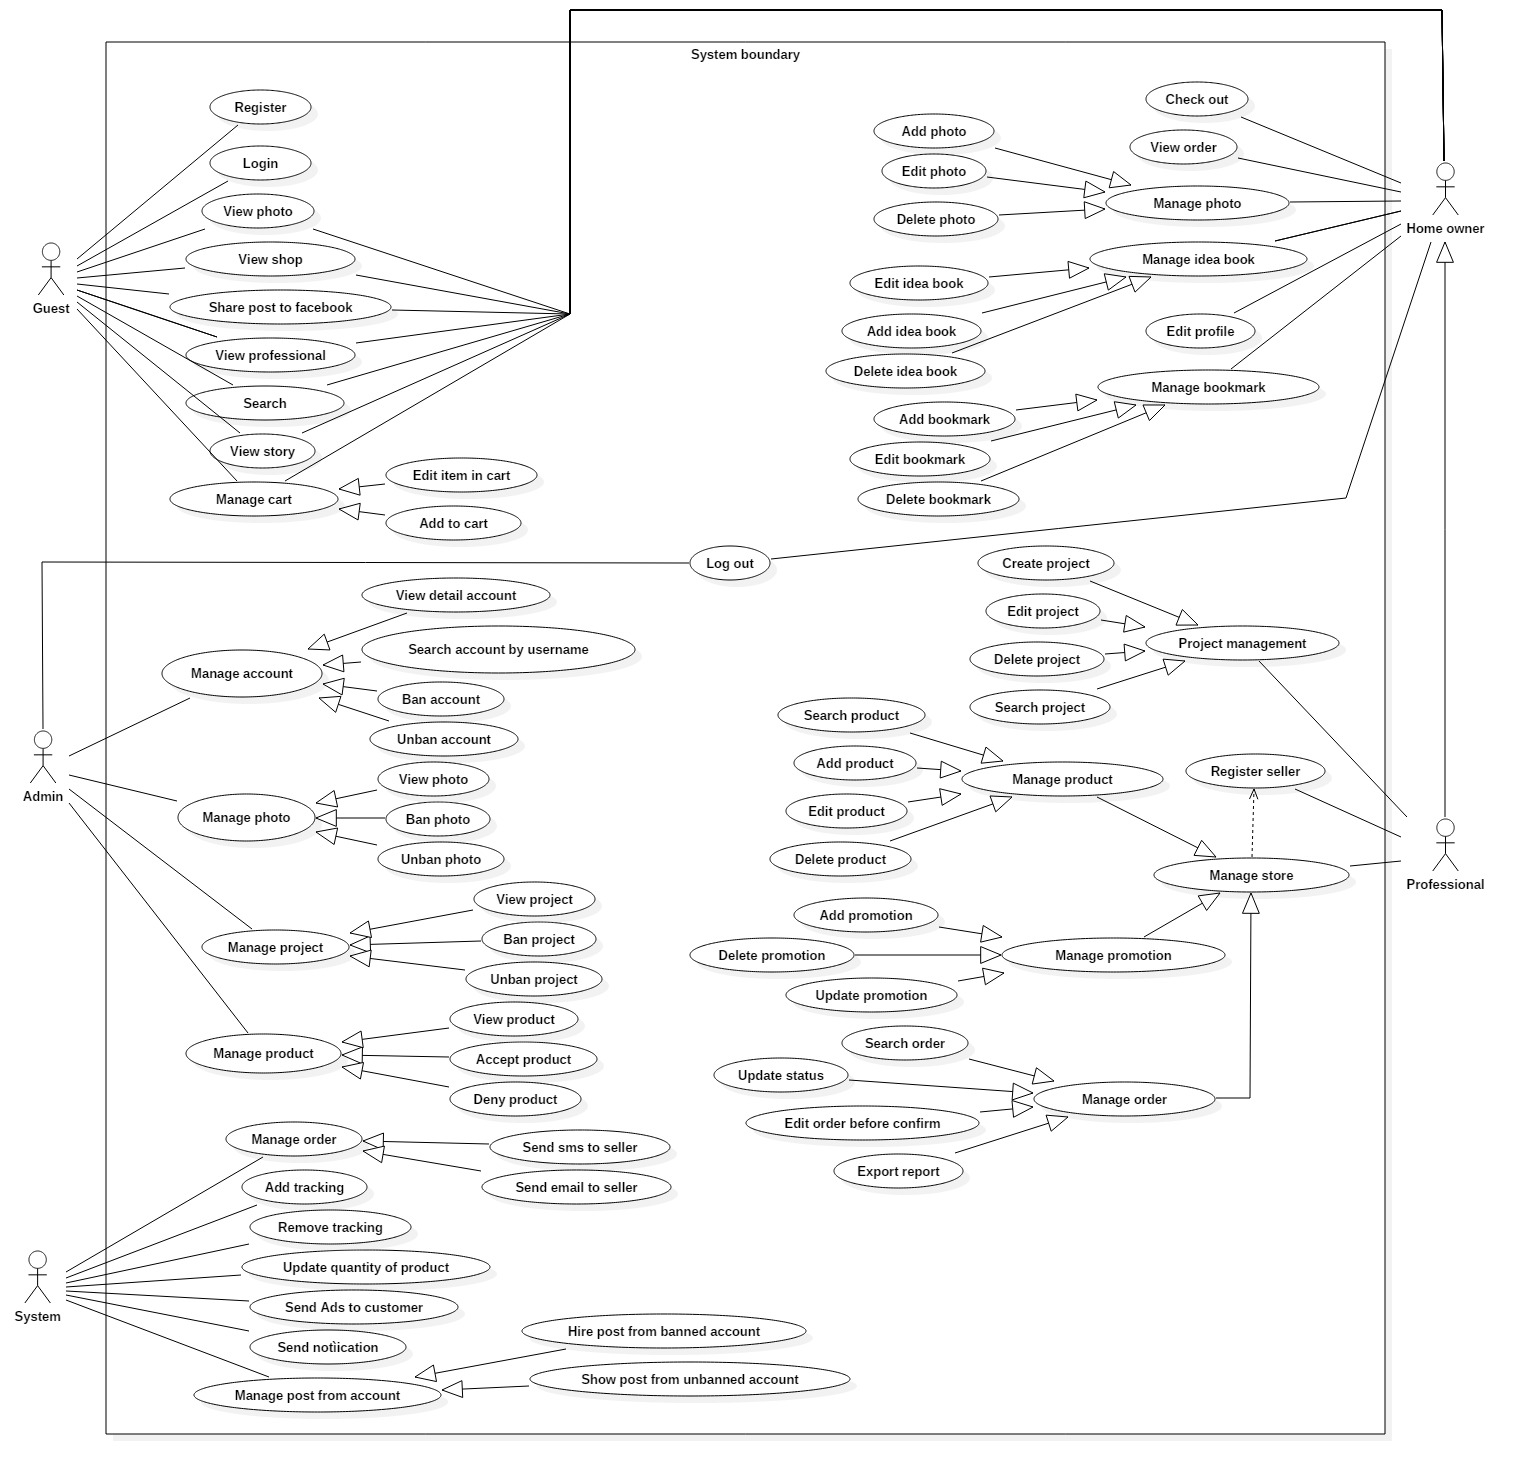 System boundary
Register
Login
View photo
View shop
Share post to facebook
View professional
Search
View story
Manage cart
Edit item in cart
Add to cart
Guest
Check out
View order
Add photo
Edit photo
Delete photo
Manage photo
Manage idea book
Edit idea book
Add idea book
Delete idea book
Edit profile
Manage bookmark
Add bookmark
Edit bookmark
Delete bookmark
Home owner
Log out
View detail account
Search account by username
Manage account
Ban account
Unban account
Admin
View photo
Manage photo
Ban photo
Unban photo
View project
Manage project
Ban project
Unban project
View product
Manage product
Accept product
Deny product
Create project
Edit project
Project management
Delete project
Search project
Search product
Add product
Manage product
Edit product
Delete product
Register seller
Manage store
Professional
Add promotion
Delete promotion
Manage promotion
Update promotion
Search order
Update status
Manage order
Edit order before confirm
Export report
Manage order
Send sms to seller
Send email to seller
Add tracking
Remove tracking
Update quantity of product
Send Ads to customer
Send notìication
System
Hire post from banned account
Show post from unbanned account
Manage post from account